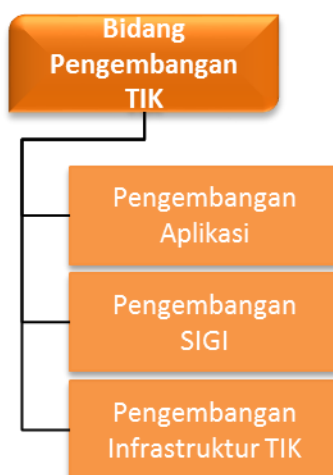 Bidang
Pengembangan
TIK
Pengembangan
Aplikasi
Pengembangan
SIGI
Pengembangan
Infrastruktur TIK